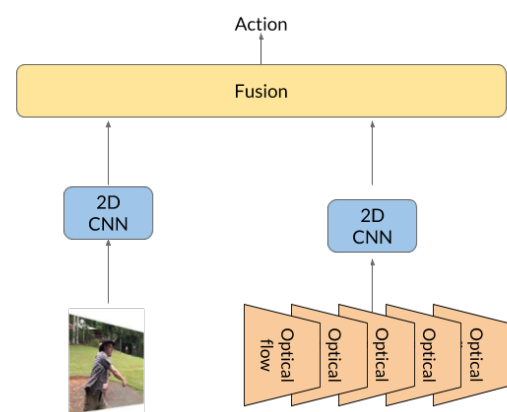 Action
Fusion
2D
CNN
2D
CNN
Optical
flow
Optical
Optical
Optical
Optical